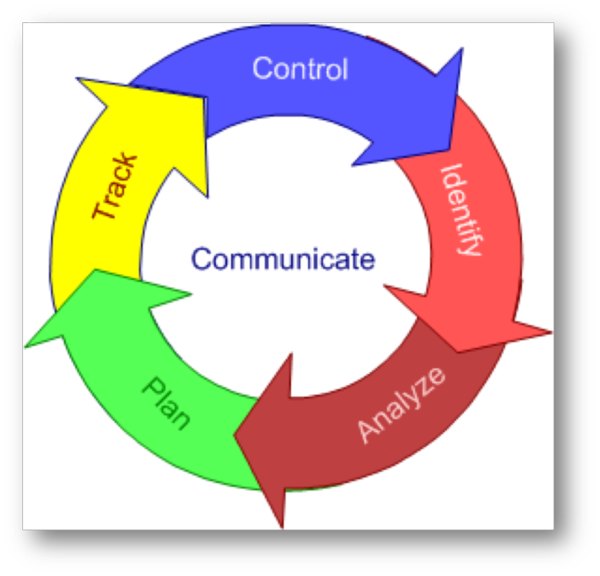 Control
Identify
Analyze
Plan
Track
Communicate